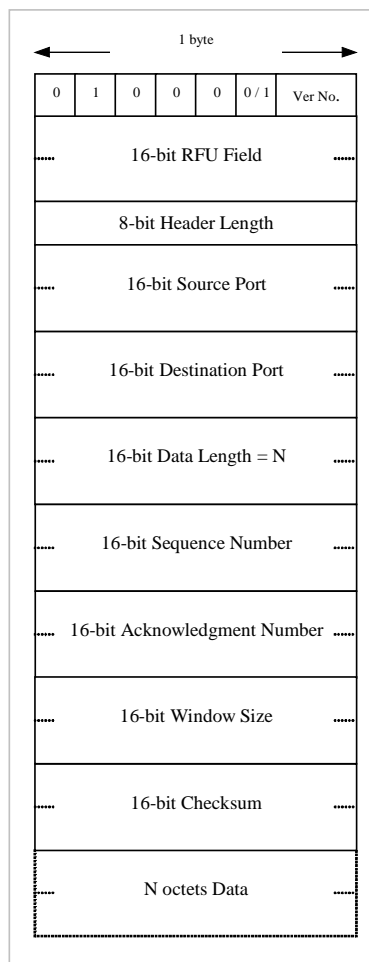 1 byte
0 1 0 0 0 0 / 1 Ver No.
16-bit RFU Field
8-bit Header Length
16-bit Source Port
16-bit Destination Port
16-bit Data Length = N
16-bit Sequence Number
16-bit Acknowledgment Number
16-bit Window Size
16-bit Checksum
N octets Data